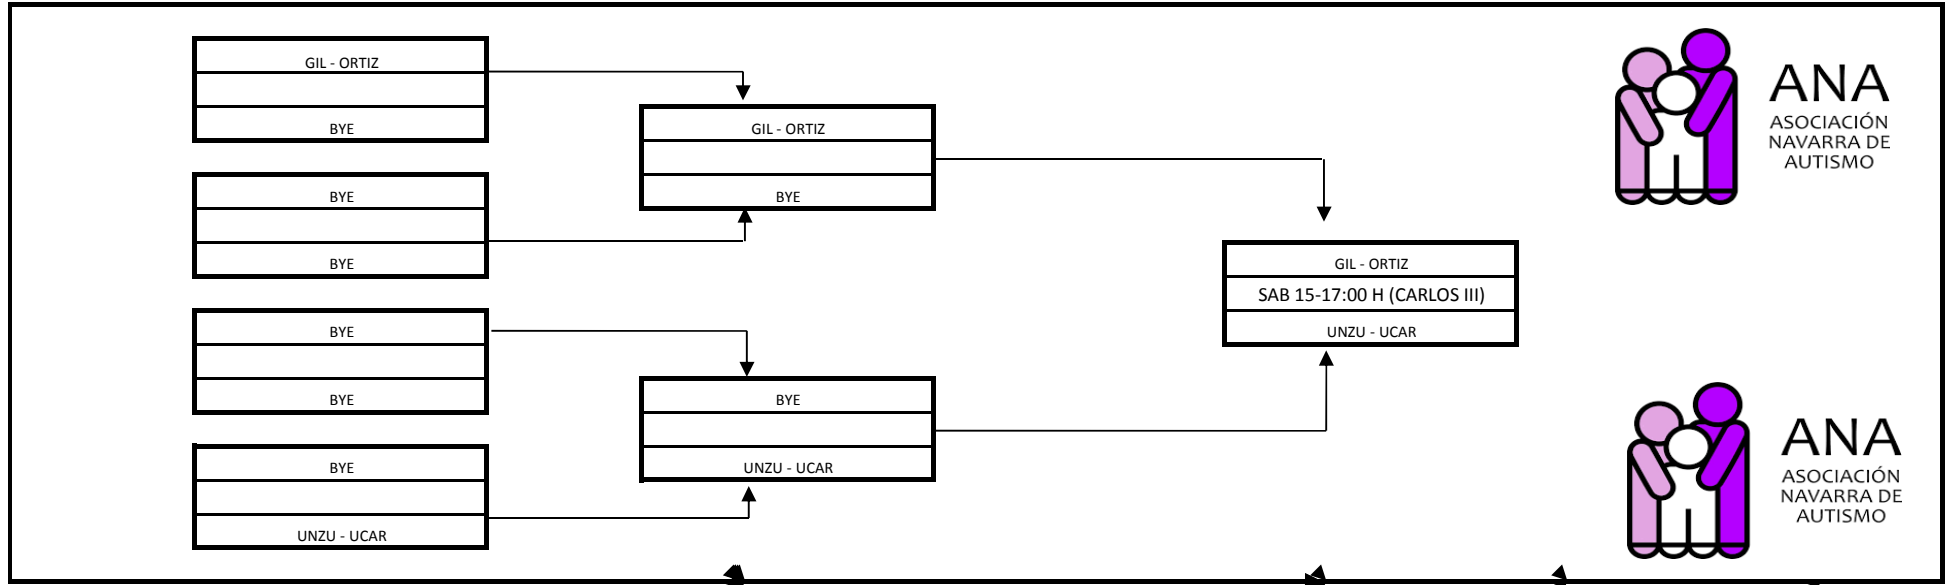 GIL - ORTIZ
BYE
BYE
BYE
BYE
BYE
BYE
UNZU - UCAR
GIL - ORTIZ
BYE
BYE
UNZU - UCAR
GIL - ORTIZ
SAB 15-17:00 H (CARLOS III)
UNZU - UCAR
ANA
ASOCIACIÓN
NAVARRA DE
AUTISMO
ANA
ASOCIACIÓN
NAVARRA DE
AUTISMO